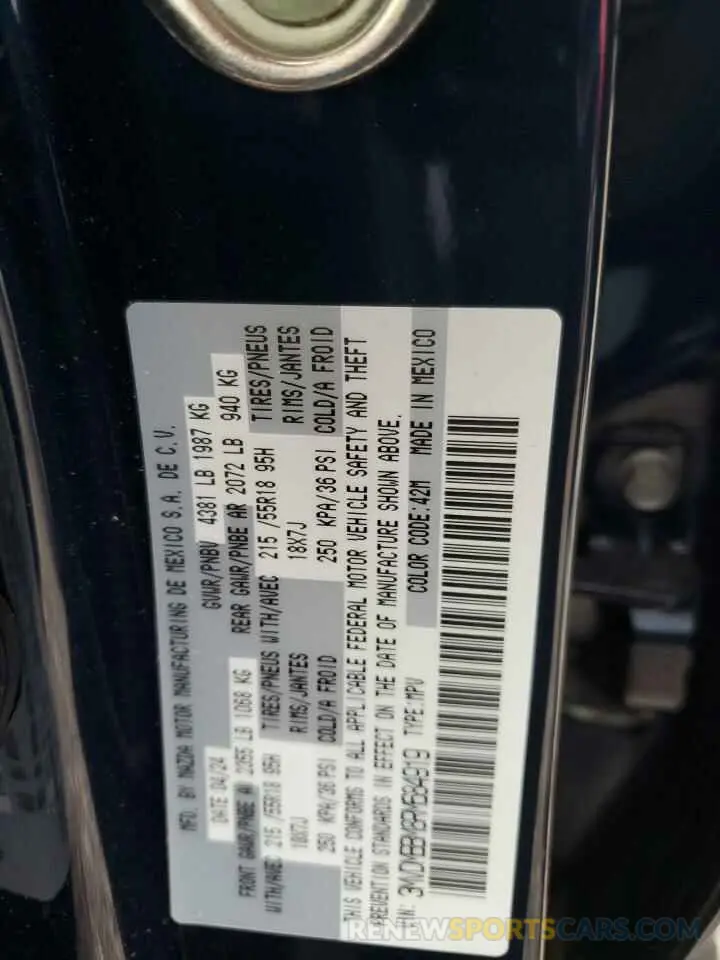 MFD. BY MAZDA MOTOR MANUFACTURING DE MEXICO S.A. DE C.V.
DATE 04/24 GVWR/PNBV 4381 LB 1987 KG
FRONT GAWR/PNBE AV 2355 LB 1068 KG REAR GAWR/PNBE AR 2072 LB 940 KG
WITH/AVEC 215 /55R18 95H TIRES/PNEUS WITH/AVEC 215 /55R18 95H TIRES/PNEUS
18X7J RIMS/JANTES 18X7J RIMS/JANTES
250 KPA/36 PSI COLD/A FROID 250 KPA/36 PSI COLD/A FROID
THIS VEHICLE CONFORMS TO ALL APPLICABLE FEDERAL MOTOR VEHICLE SAFETY AND THEFT
PREVENTION STANDARDS IN EFFECT ON THE DATE OF MANUFACTURE SHOWN ABOVE.
TYPE:MPV COLOR CODE:42M MADE IN MEXICO
RENEWSPORTSCARS.COM